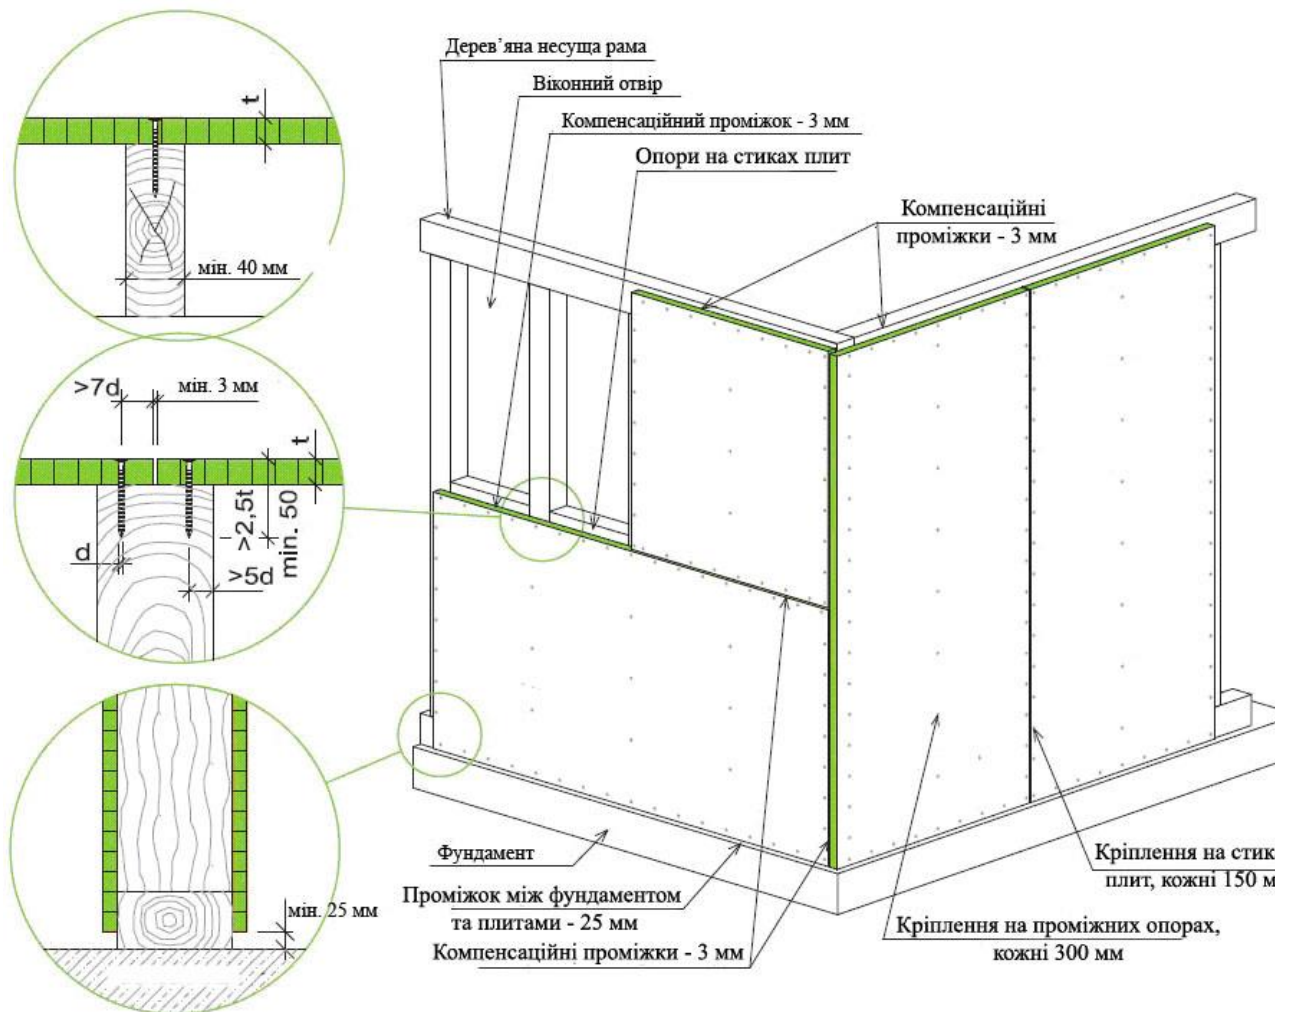 Дерев’яна несуща рама
Віконний отвір
Компенсаційний проміжок - 3 мм
Опори на стиках плит
Компенсаційні
проміжки - 3 мм
t
мін. 40 мм
>7d
мін. 3 мм
t
>2,5t
min. 50
d
>5d
мін. 25 мм
Фундамент
Проміжок між фундаментом
та плитами - 25 мм
Компенсаційні проміжки - 3 мм
Кріплення на стик
плит, кожні 150 м
Кріплення на проміжних опорах,
кожні 300 мм